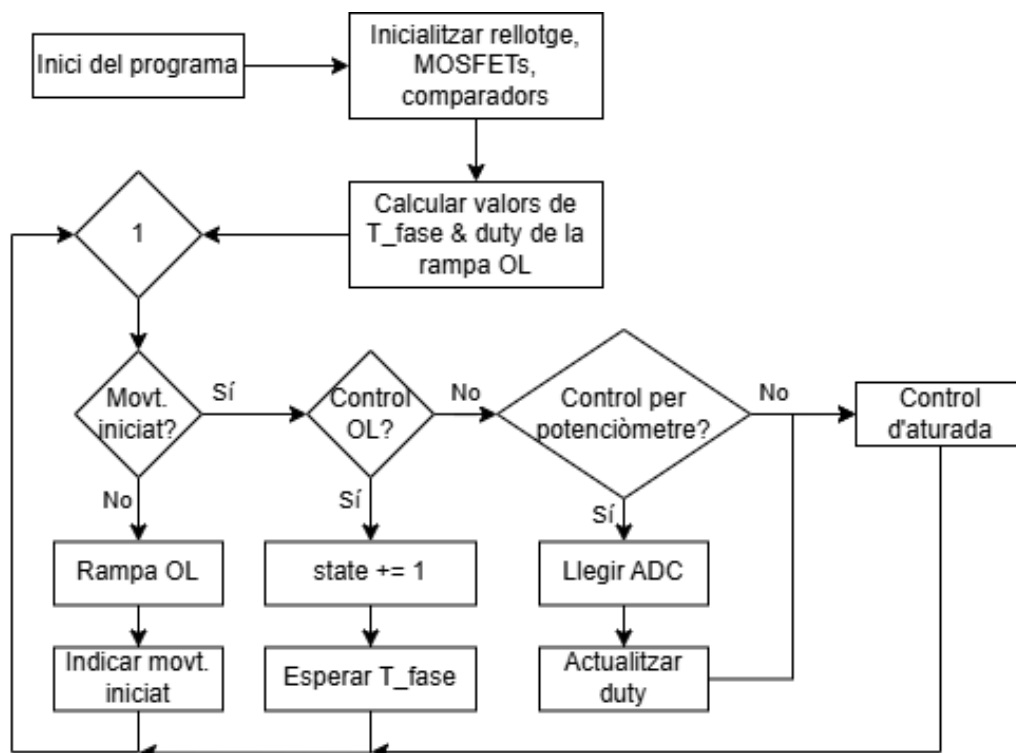 Inici del programa
Inicialitzar rellotge,
MOSFETs,
comparadors
Calcular valors de
T_fase & duty de la
rampa OL
1
Movt.
iniciat?
Sí
Control
OL?
No
Control per
potenciòmetre?
No
Control
d'aturada
No
Sí
Sí
Rampa OL
state += 1
Llegir ADC
Indicar movt.
iniciat
Esperar T_fase
Actualitzar
duty